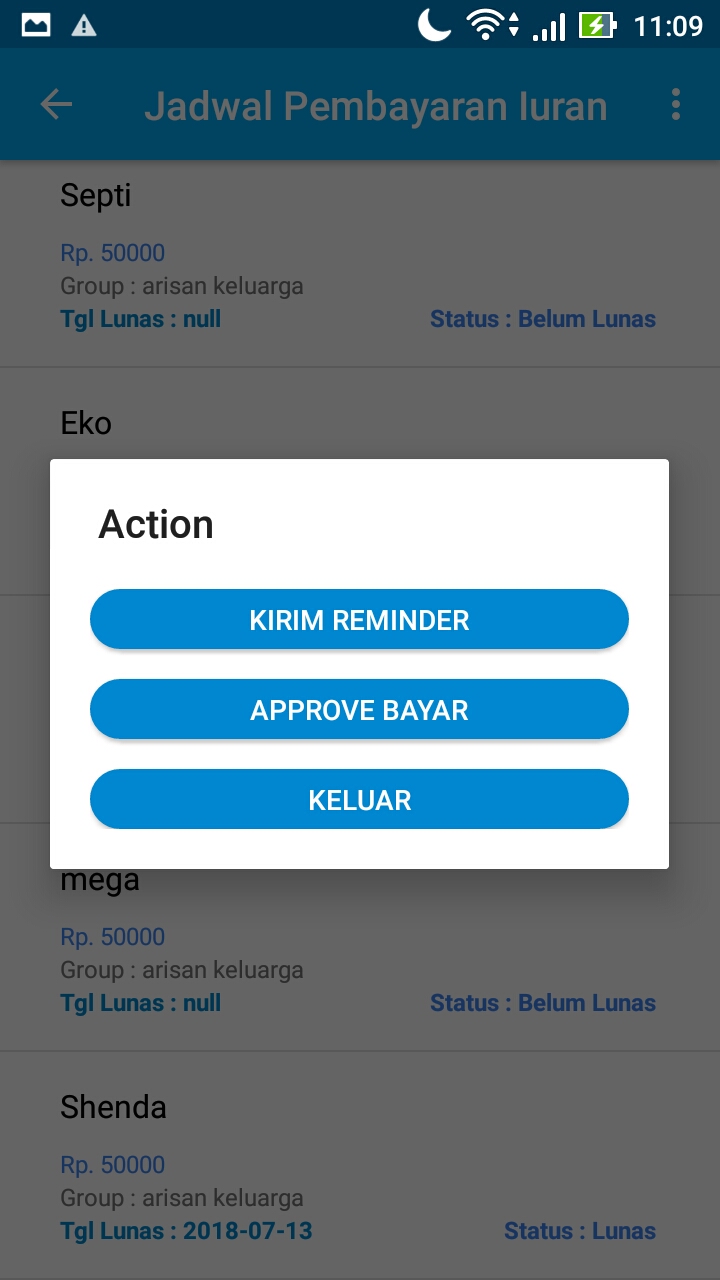 11:09
Jadwal Pembayaran Iuran
Septi
Rp. 50000
Group : arisan keluarga
Tgl Lunas : null Status : Belum Lunas
Eko
Action
KIRIM REMINDER
APPROVE BAYAR
KELUAR
mega
Rp. 50000
Group : arisan keluarga
Tgl Lunas : null Status : Belum Lunas
Shenda
Rp. 50000
Group : arisan keluarga
Tgl Lunas : 2018-07-13 Status : Lunas